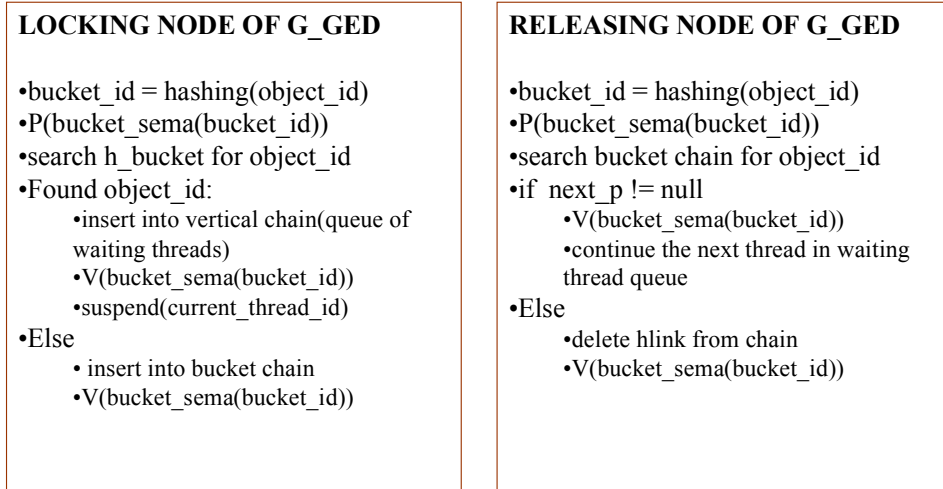 LOCKING NODE OF G_GED
•bucket_id = hashing(object_id)
•P(bucket_sema(bucket_id))
•search h_bucket for object_id
•Found object_id:
•insert into vertical chain(queue of
waiting threads)
•V(bucket_sema(bucket_id))
•suspend(current_thread_id)
•Else
• insert into bucket chain
•V(bucket_sema(bucket_id))
RELEASING NODE OF G_GED
•bucket_id = hashing(object_id)
•P(bucket_sema(bucket_id))
•search bucket chain for object_id
•if next_p != null
•V(bucket_sema(bucket_id))
•continue the next thread in waiting
thread queue
•Else
•delete hlink from chain
•V(bucket_sema(bucket_id))